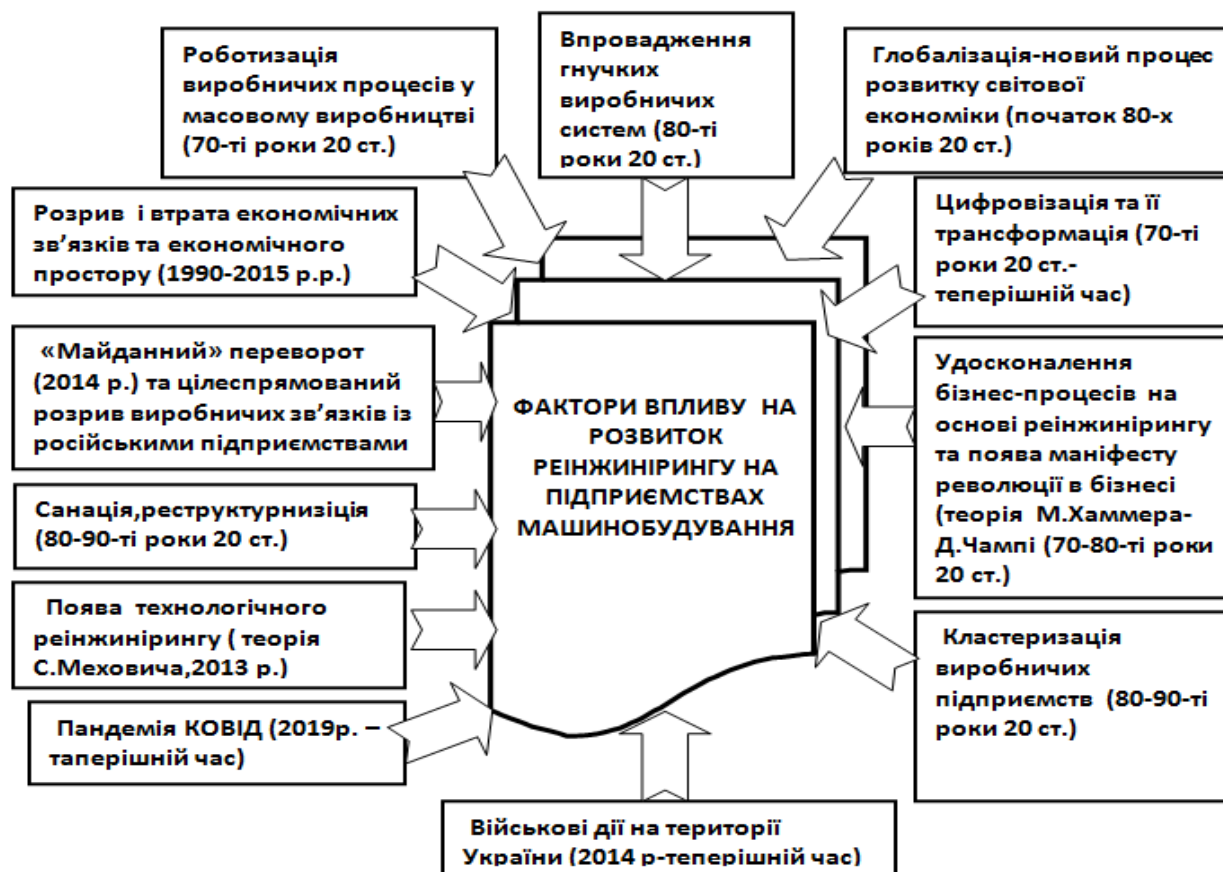 Роботизація
виробничих процесів у
масовому виробництві
(70-ті роки 20 ст.)
Впровадження
гнучких
виробничих
систем (80-ті
роки 20 ст.)
Глобалізація-новий процес
розвитку світової
економіки (початок 80-х
років 20 ст.)
Розрив і втрата економічних
зв’язків та економічного
простору (1990-2015 р.р.)
Цифровізація та її
трансформація (70-ті
роки 20 ст.-
теперішній час)
«Майданний» переворот
(2014 р.) та цілеспрямований
розрив виробничих зв’язків із
російськими підприємствами
ФАКТОРИ ВПЛИВУ НА
РОЗВИТОК
РЕІНЖИНІРИНГУ НА
ПІДПРИЄМСТВАХ
МАШИНОБУДУВАННЯ
Удосконалення
бізнес-процесів на
основі реінжинірингу
та поява маніфесту
революції в бізнесі
(теорія М.Хаммера-
Д.Чампі (70-80-ті роки
20 ст.)
Санація,реструктурнизіція
(80-90-ті роки 20 ст.)
Поява технологічного
реінжинірингу ( теорія
С.Меховича,2013 р.)
Кластеризація
виробничих
підприємств (80-90-ті
роки 20 ст.)
Пандемія КОВІД (2019р. –
таперішній час)
Військові дії на території
України (2014 р-теперішній час)